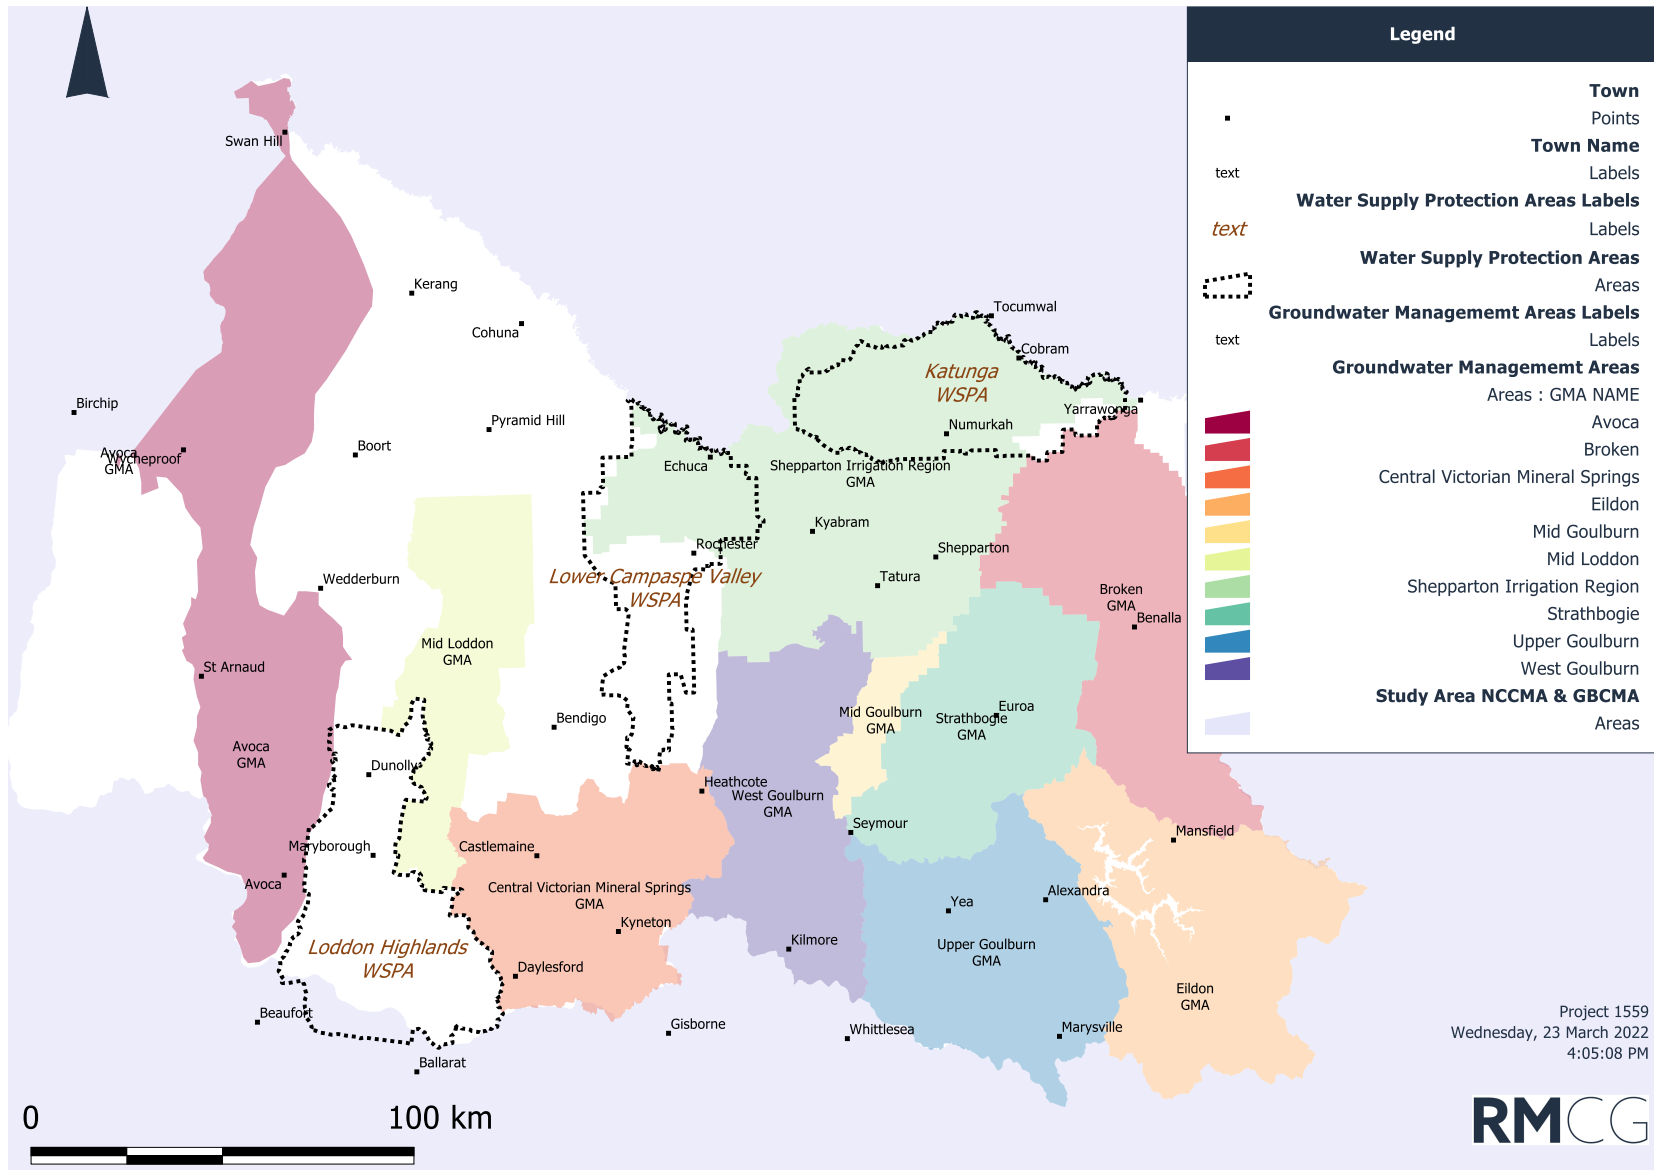 Legend
Town
Points
Town Name
text
Labels
Water Supply Protection Areas Labels
text
Labels
Water Supply Protection Areas
Areas
Groundwater Managememt Areas Labels
text
Labels
Groundwater Managememt Areas
Areas : GMA NAME
Avoca
Broken
Central Victorian Mineral Springs
Eildon
Mid Goulburn
Mid Loddon
Shepparton Irrigation Region
Strathbogie
Upper Goulburn
West Goulburn
Study Area NCCMA & GBCMA
Areas
Swan Hill
Kerang
Cohuna
Tocumwal
Cobram
Katunga
WSPA
Birchip
Yarrawonga
Pyramid Hill
Numurkah
Boort
Avoca
GMA
Wycheproof
Echuca
Shepparton Irrigation Region
GMA
Kyabram
Rochester
Shepparton
Lower Campaspe Valley
WSPA
Wedderburn
Tatura
Broken
GMA
Benalla
Mid Loddon
GMA
St Arnaud
Bendigo
Mid Goulburn
GMA
Euroa
Strathbogie
GMA
Avoca
GMA
Dunolly
Heathcote
West Goulburn
GMA
Seymour
Mansfield
Maryborough
Castlemaine
Avoca
Central Victorian Mineral Springs
GMA
Yea
Alexandra
Kyneton
Loddon Highlands
WSPA
Kilmore
Upper Goulburn
GMA
Daylesford
Eildon
GMA
Beaufort
Gisborne
Whittlesea
Marysville
Ballarat
Project 1559
Wednesday, 23 March 2022
4:05:08 PM
0
100 km
RMCG